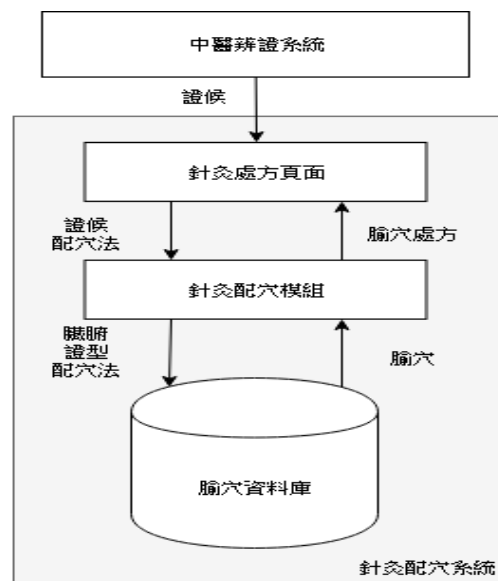 中醫辨證系統
證候
針灸處方頁面
證候
配穴法
腧穴處方
針灸配穴模組
臟腑
證型
配穴法
腧穴
腧穴資料庫
針灸配穴系統